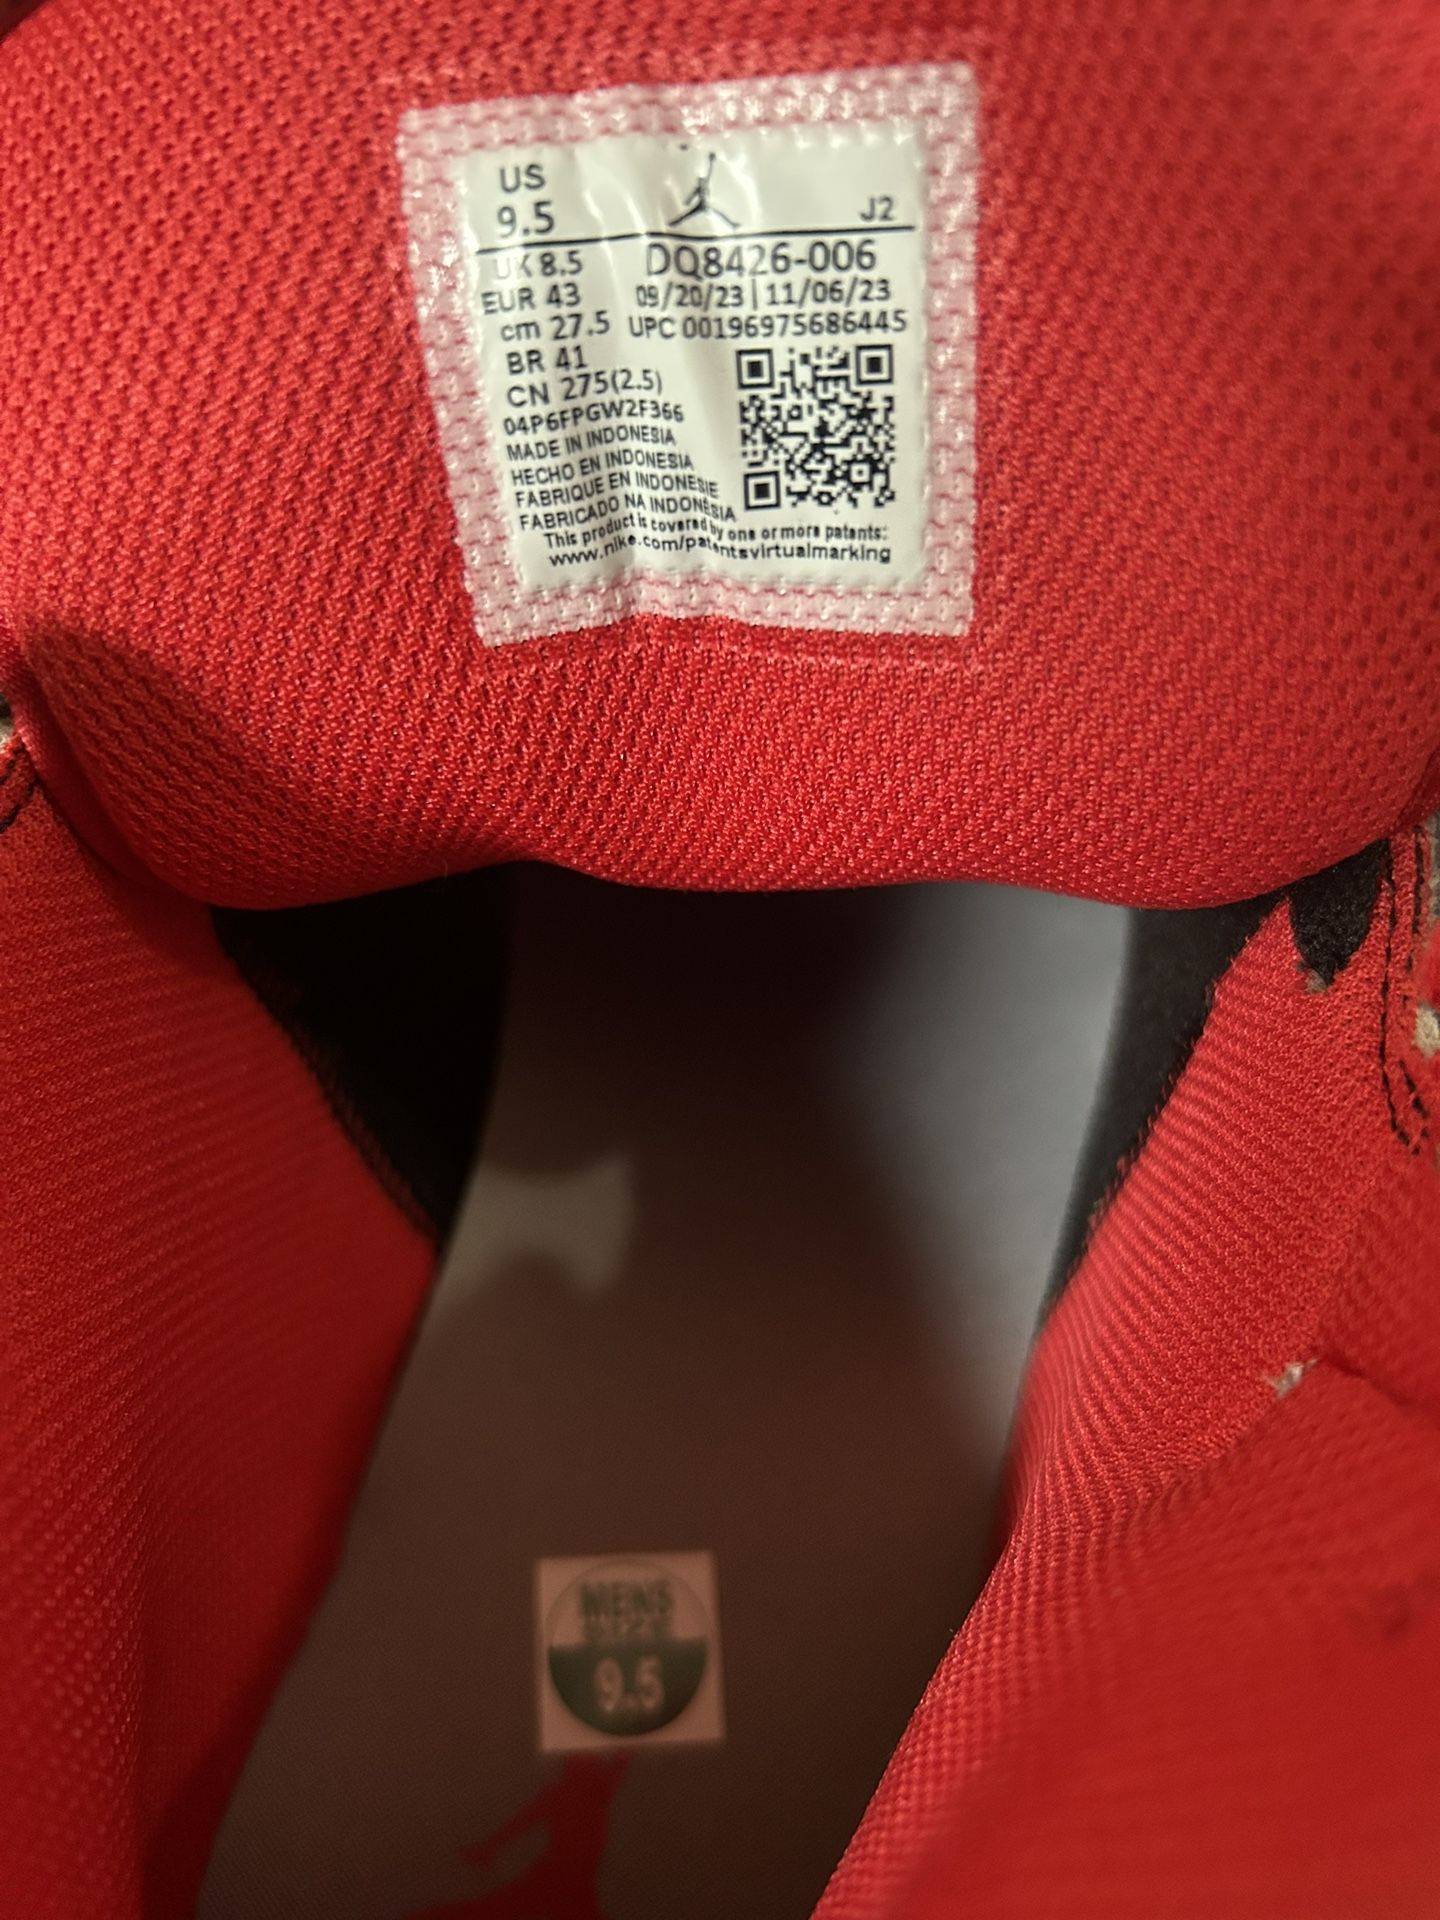 US
9.5
J2
UK 8.5
DQ8426-006
EUR 43
09/20/23 | 11/06/23
cm 27.5
UPC 00196975686445
BR 41
CN 275(2.5)
04P6FPGW2F366
MADE IN INDONESIA
HECHO EN INDONESIA
FABRIQUE EN INDONESIE
FABRICADO NA INDONÉSIA
This product is covered by one or more patents:
www.nike.com/patentsvirtualmarking
MENS
SIZE
9.5